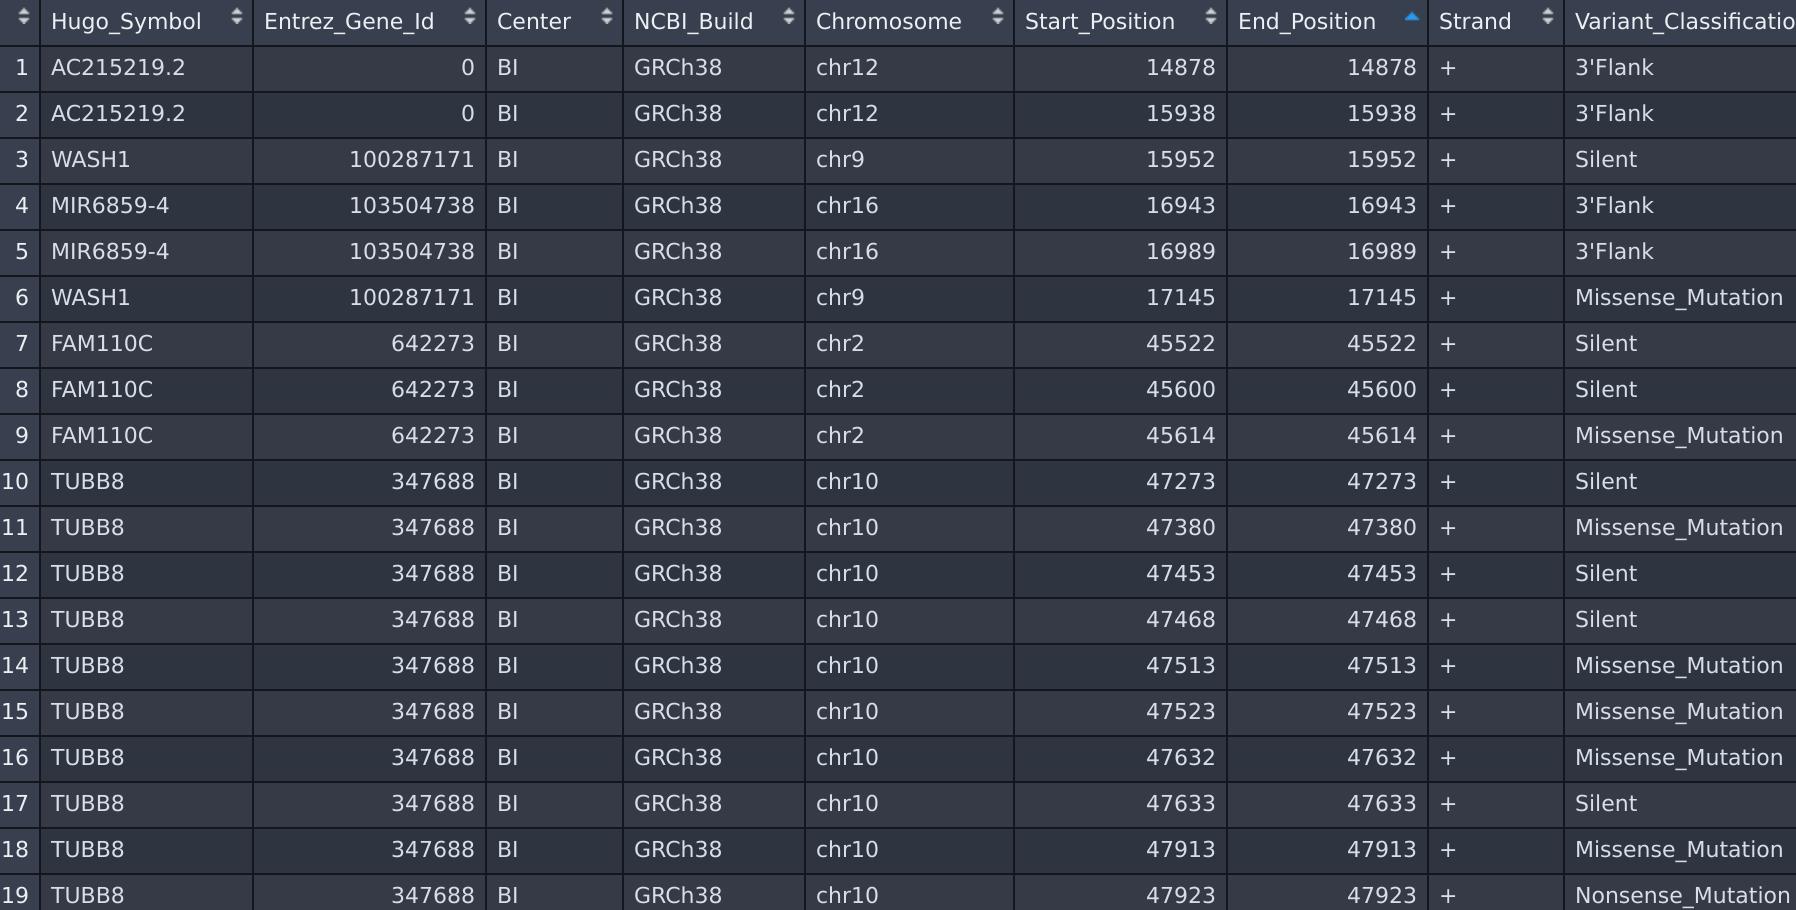 Hugo_Symbol Entrez_Gene_Id Center NCBI_Build Chromosome Start_Position End_Position Strand Variant_Classificatio
1 AC215219.2 0 BI GRCh38 chr12 14878 14878 + 3'Flank
2 AC215219.2 0 BI GRCh38 chr12 15938 15938 + 3'Flank
3 WASH1 100287171 BI GRCh38 chr9 15952 15952 + Silent
4 MIR6859-4 103504738 BI GRCh38 chr16 16943 16943 + 3'Flank
5 MIR6859-4 103504738 BI GRCh38 chr16 16989 16989 + 3'Flank
6 WASH1 100287171 BI GRCh38 chr9 17145 17145 + Missense_Mutation
7 FAM110C 642273 BI GRCh38 chr2 45522 45522 + Silent
8 FAM110C 642273 BI GRCh38 chr2 45600 45600 + Silent
9 FAM110C 642273 BI GRCh38 chr2 45614 45614 + Missense_Mutation
10 TUBB8 347688 BI GRCh38 chr10 47273 47273 + Silent
11 TUBB8 347688 BI GRCh38 chr10 47380 47380 + Missense_Mutation
12 TUBB8 347688 BI GRCh38 chr10 47453 47453 + Silent
13 TUBB8 347688 BI GRCh38 chr10 47468 47468 + Silent
14 TUBB8 347688 BI GRCh38 chr10 47513 47513 + Missense_Mutation
15 TUBB8 347688 BI GRCh38 chr10 47523 47523 + Missense_Mutation
16 TUBB8 347688 BI GRCh38 chr10 47632 47632 + Missense_Mutation
17 TUBB8 347688 BI GRCh38 chr10 47633 47633 + Silent
18 TUBB8 347688 BI GRCh38 chr10 47913 47913 + Missense_Mutation
19 TUBB8 347688 BI GRCh38 chr10 47923 47923 + Nonsense_Mutation